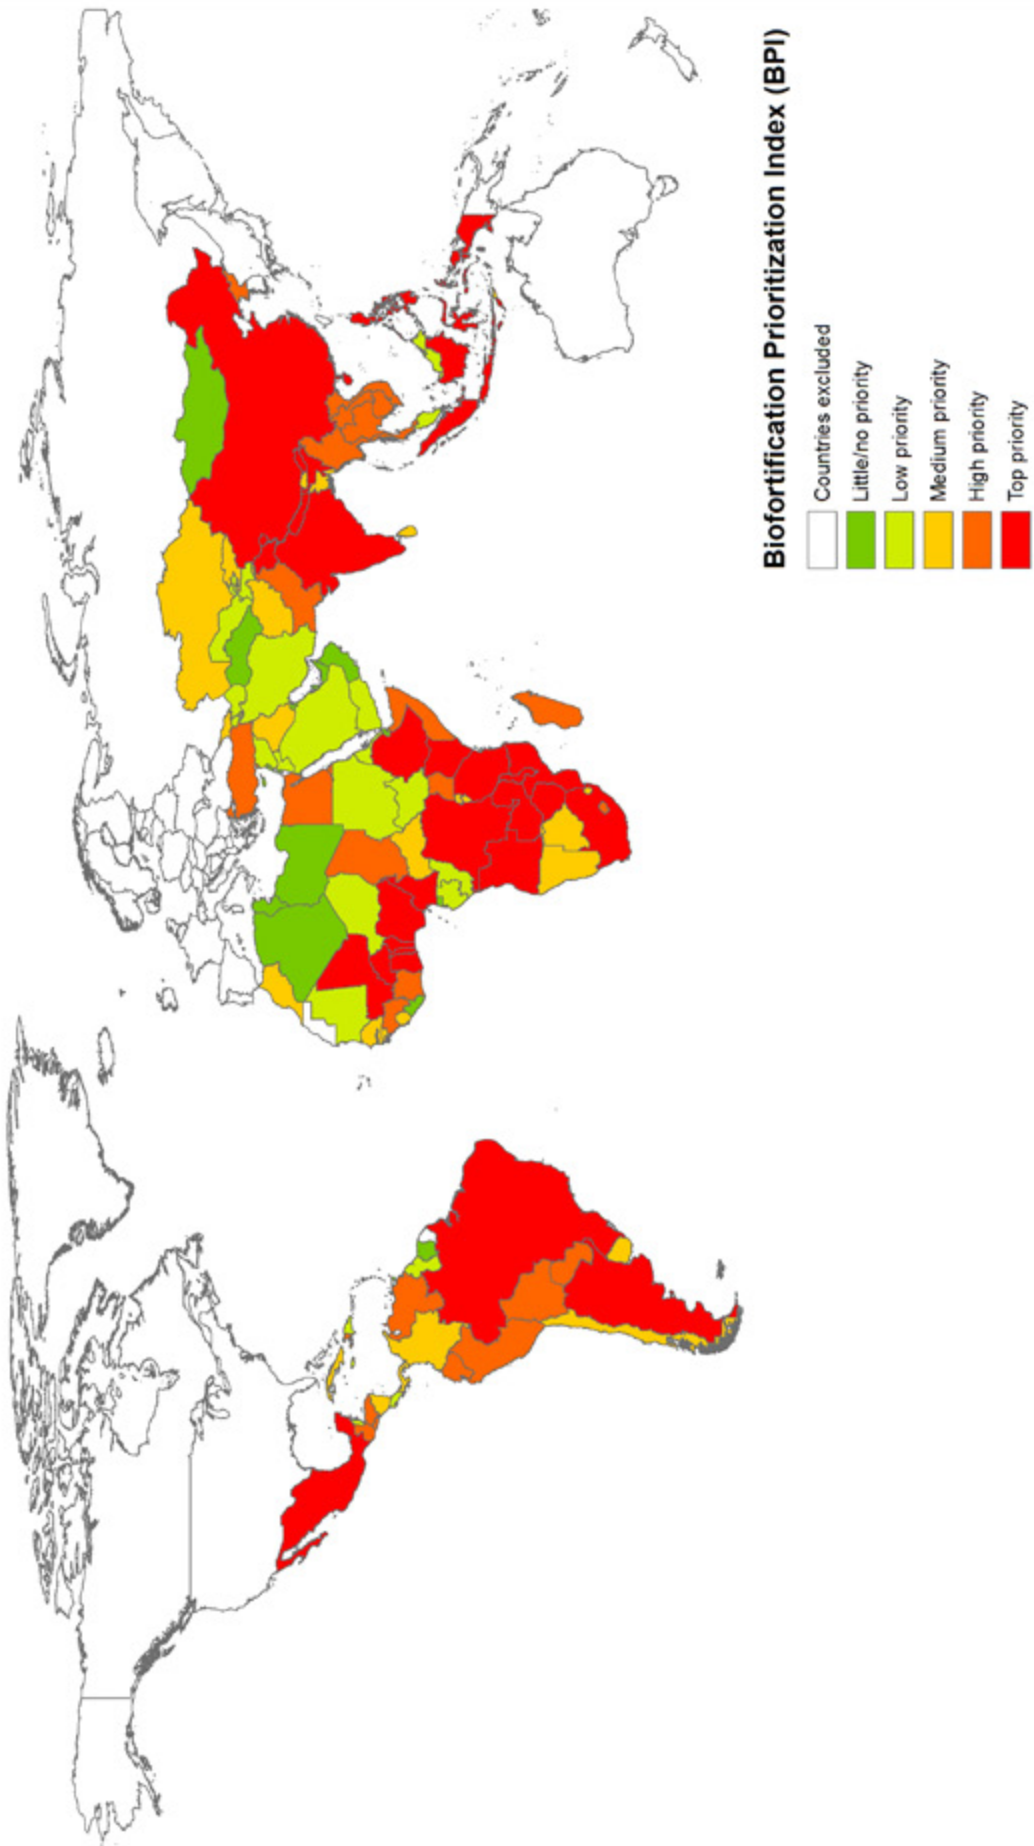 Biofortification Prioritization Index (BPI)
Countries excluded
Little/no priority
Low priority
Medium priority
High priority
Top priority